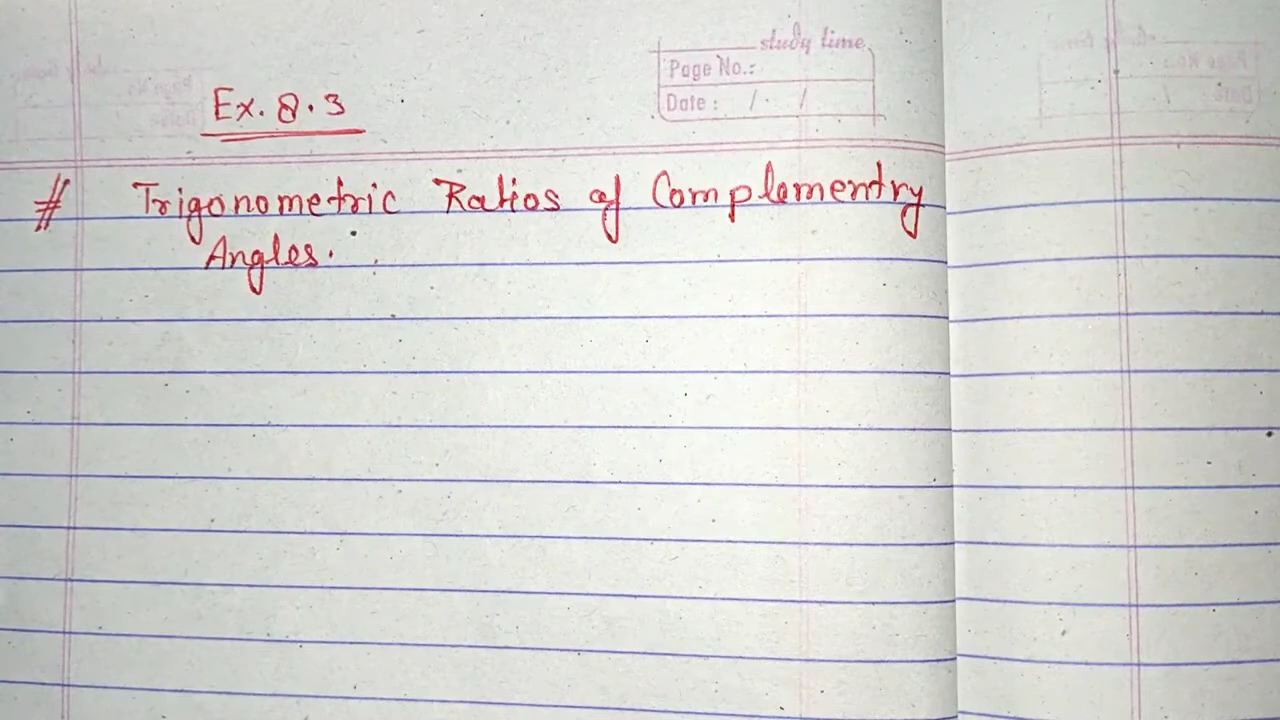 study time
Page No.:
Date : / /
Ex. 8.3
# Trigonometric Ratios of Complementry
Angles.